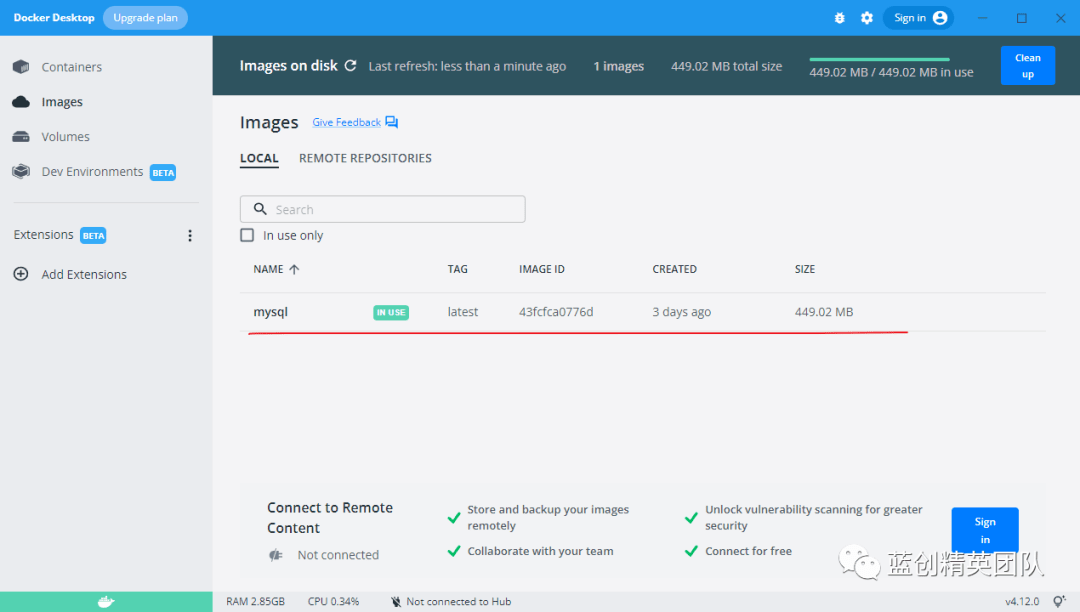 Docker Desktop Upgrade plan Sign in
Containers
Images
Volumes
Dev Environments BETA
Extensions BETA
Add Extensions
Images on disk Last refresh: less than a minute ago 1 images 449.02 MB total size 449.02 MB / 449.02 MB in use
Clean
up
Images Give Feedback
LOCAL REMOTE REPOSITORIES
Search
In use only
NAME TAG IMAGE ID CREATED SIZE
mysql IN USE latest 43fcfca0776d 3 days ago 449.02 MB
Connect to Remote
Content
Not connected
Store and backup your images
remotely
Collaborate with your team
Unlock vulnerability scanning for greater
security
Connect for free
Sign
in
蓝创精英团队
RAM 2.85GB CPU 0.34% Not connected to Hub v4.12.0